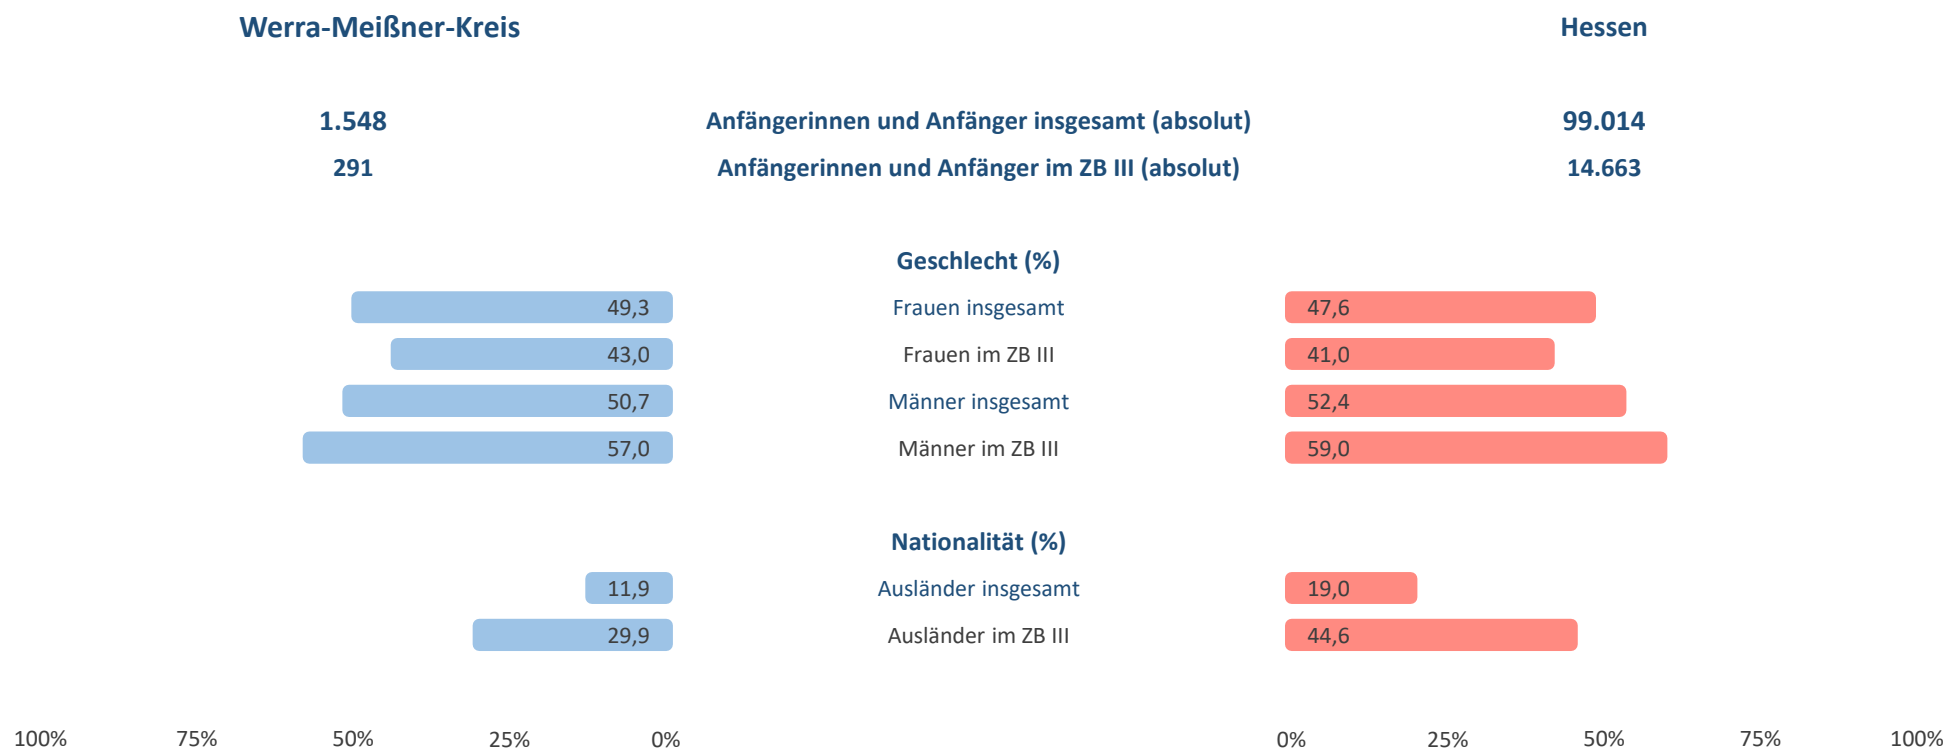 Werra-Meißner-Kreis Hessen
1.548 Anfängerinnen und Anfänger insgesamt (absolut) 99.014
291 Anfängerinnen und Anfänger im ZB III (absolut) 14.663
Geschlecht (%)
49,3 Frauen insgesamt 47,6
43,0 Frauen im ZB III 41,0
50,7 Männer insgesamt 52,4
57,0 Männer im ZB III 59,0
Nationalität (%)
11,9 Ausländer insgesamt 19,0
29,9 Ausländer im ZB III 44,6
100% 75% 50% 25% 0% 0% 25% 50% 75% 100%